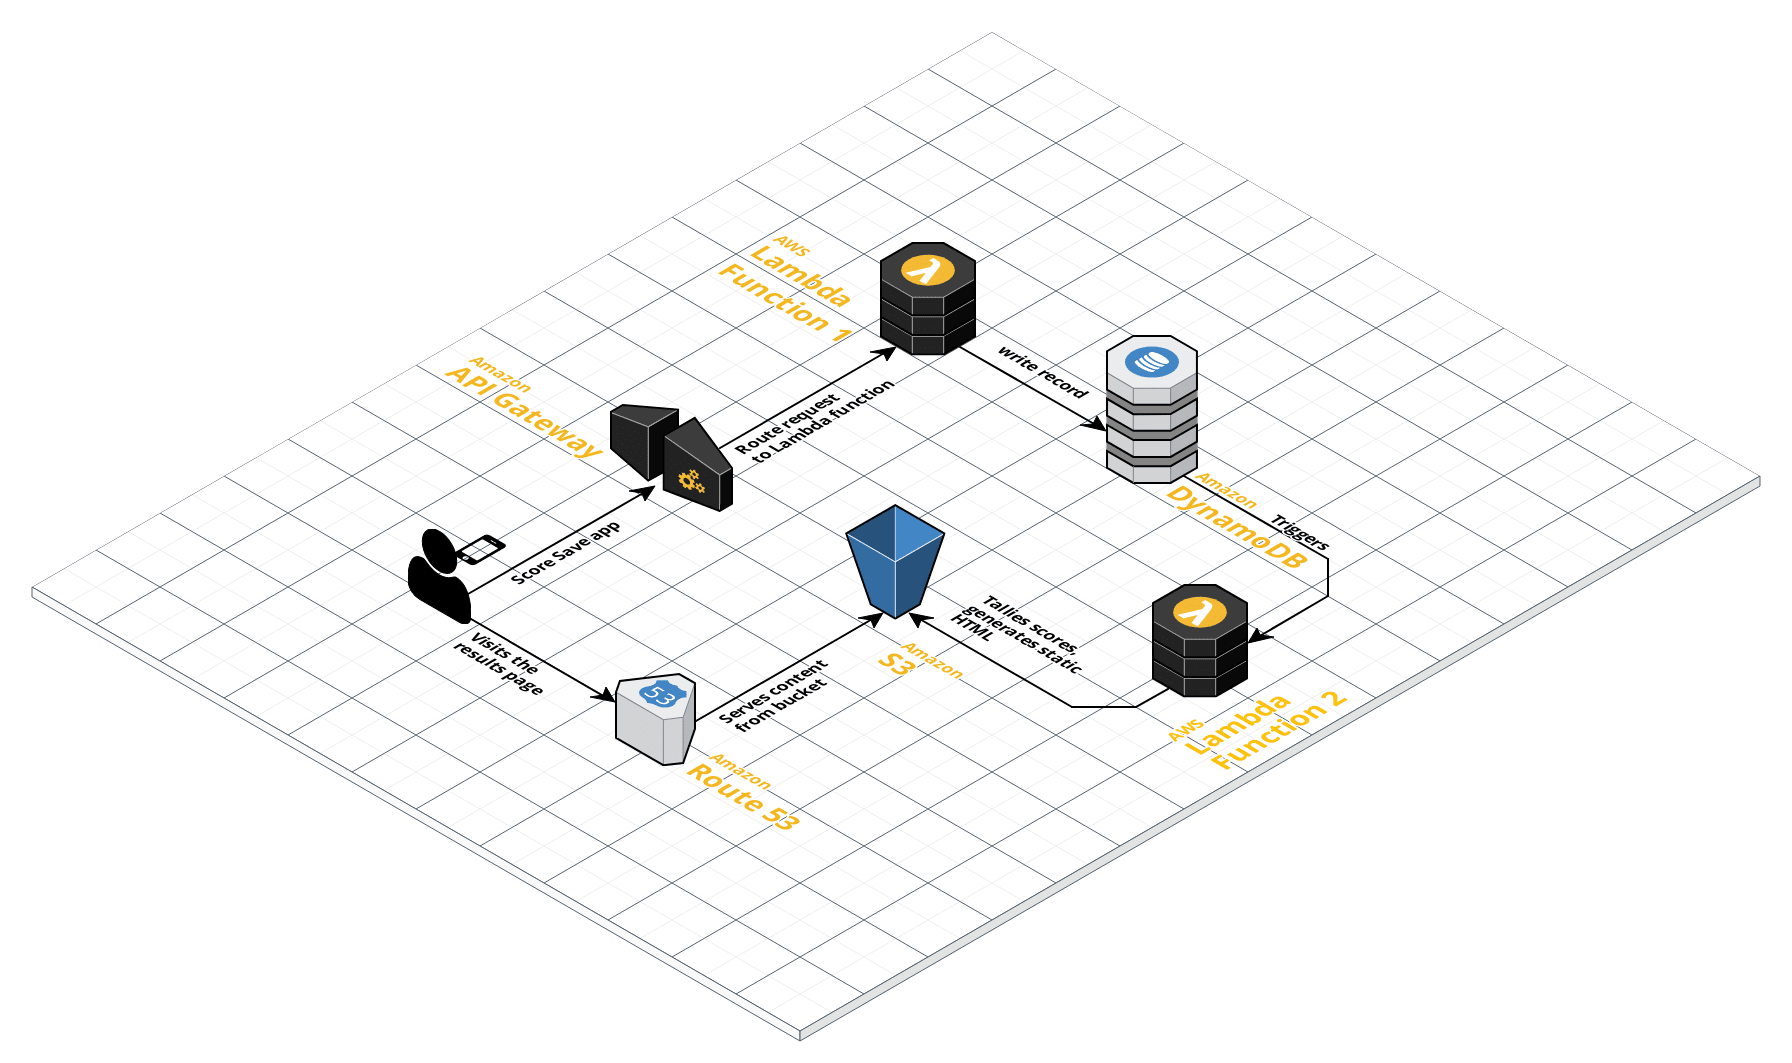 AWS
Lambda
Function 1
Amazon
API Gateway
Route request
to Lambda function
write record
Amazon
DynamoDB
Triggers
Score Save app
Visits the
results page
53
Amazon
Route 53
Serves content
from bucket
Amazon
S3
Tallies scores,
generates static
HTML
AWS
Lambda
Function 2